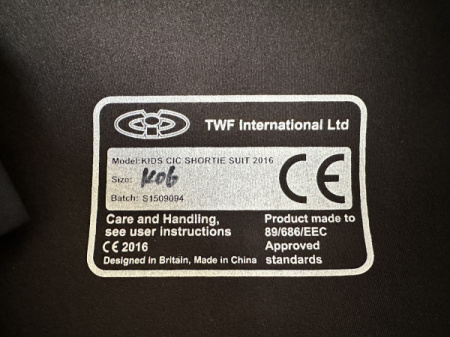 TWF International Ltd
Model: KIDS CIC SHORTIE SUIT 2016
Size: K06
Batch: S1509094
CE
Care and Handling,
see user instructions
CE 2016
Designed in Britain, Made in China
Product made to
89/686/EEC
Approved
standards